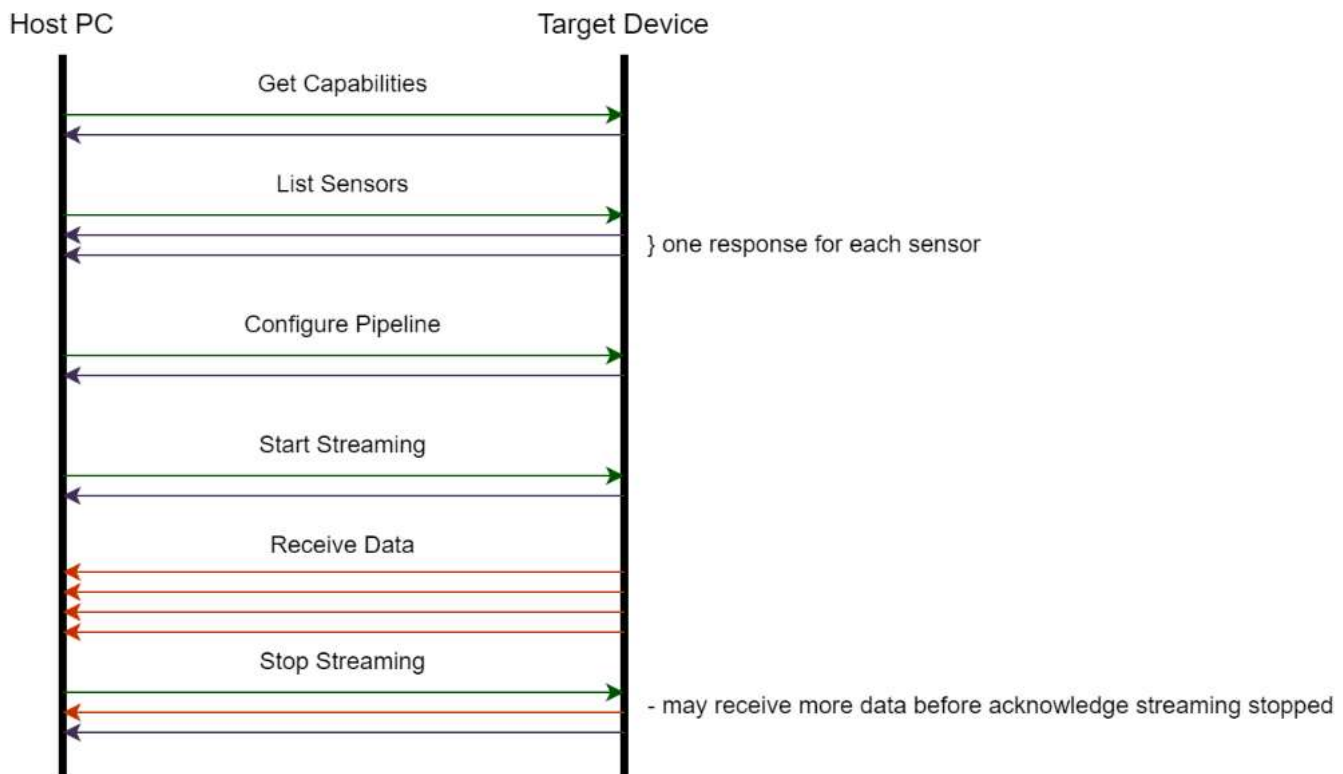 Host PC
Target Device
Get Capabilities
List Sensors
} one response for each sensor
Configure Pipeline
Start Streaming
Receive Data
Stop Streaming
- may receive more data before acknowledge streaming stopped